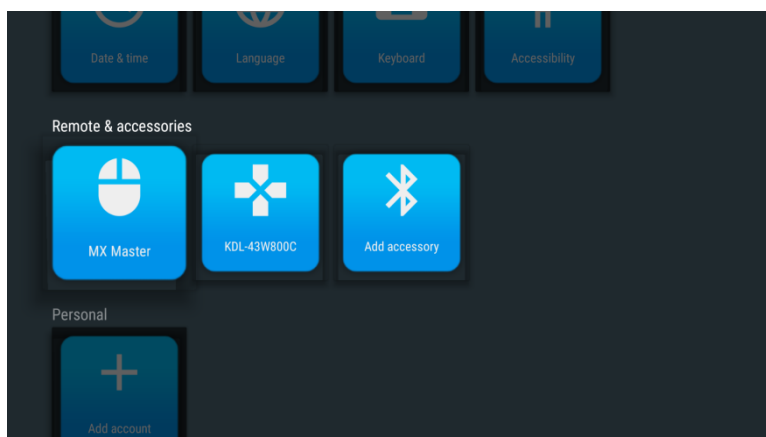 Date & time
Language
Keyboard
Accessibility
Remote & accessories
MX Master
KDL-43W800C
Add accessory
Personal
Add account